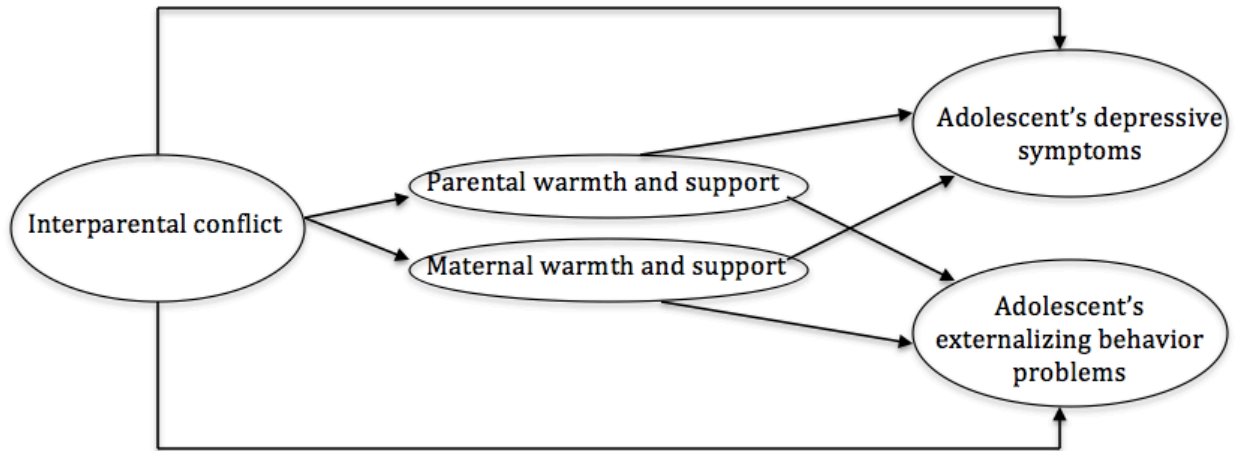 Interparental conflict
Parental warmth and support
Maternal warmth and support
Adolescent’s depressive
symptoms
Adolescent’s
externalizing behavior
problems